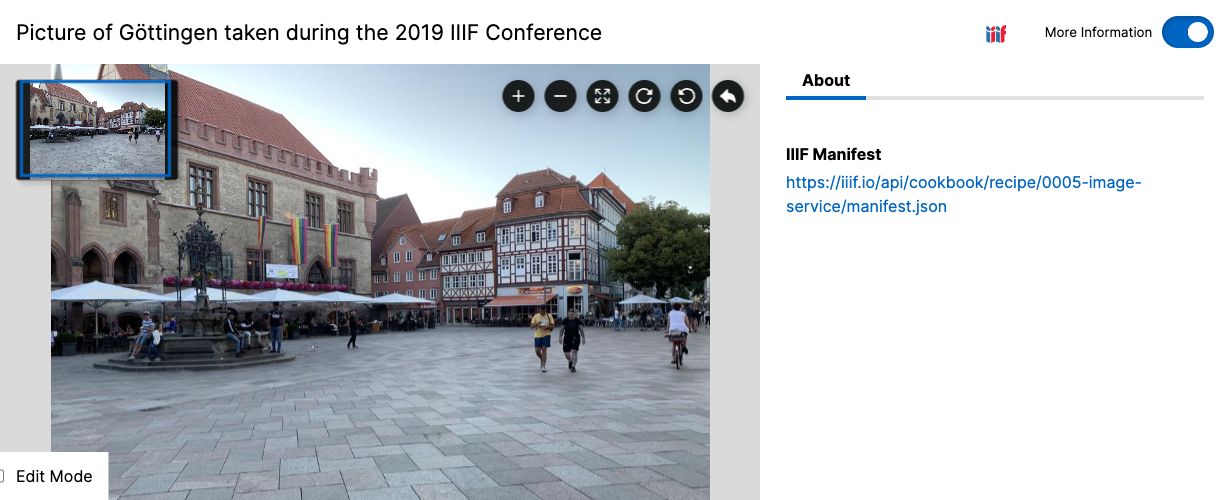 Picture of Göttingen taken during the 2019 IIIF Conference
iiif
More Information
About
IIIF Manifest
https://iiif.io/api/cookbook/recipe/0005-image-
service/manifest.json
Edit Mode